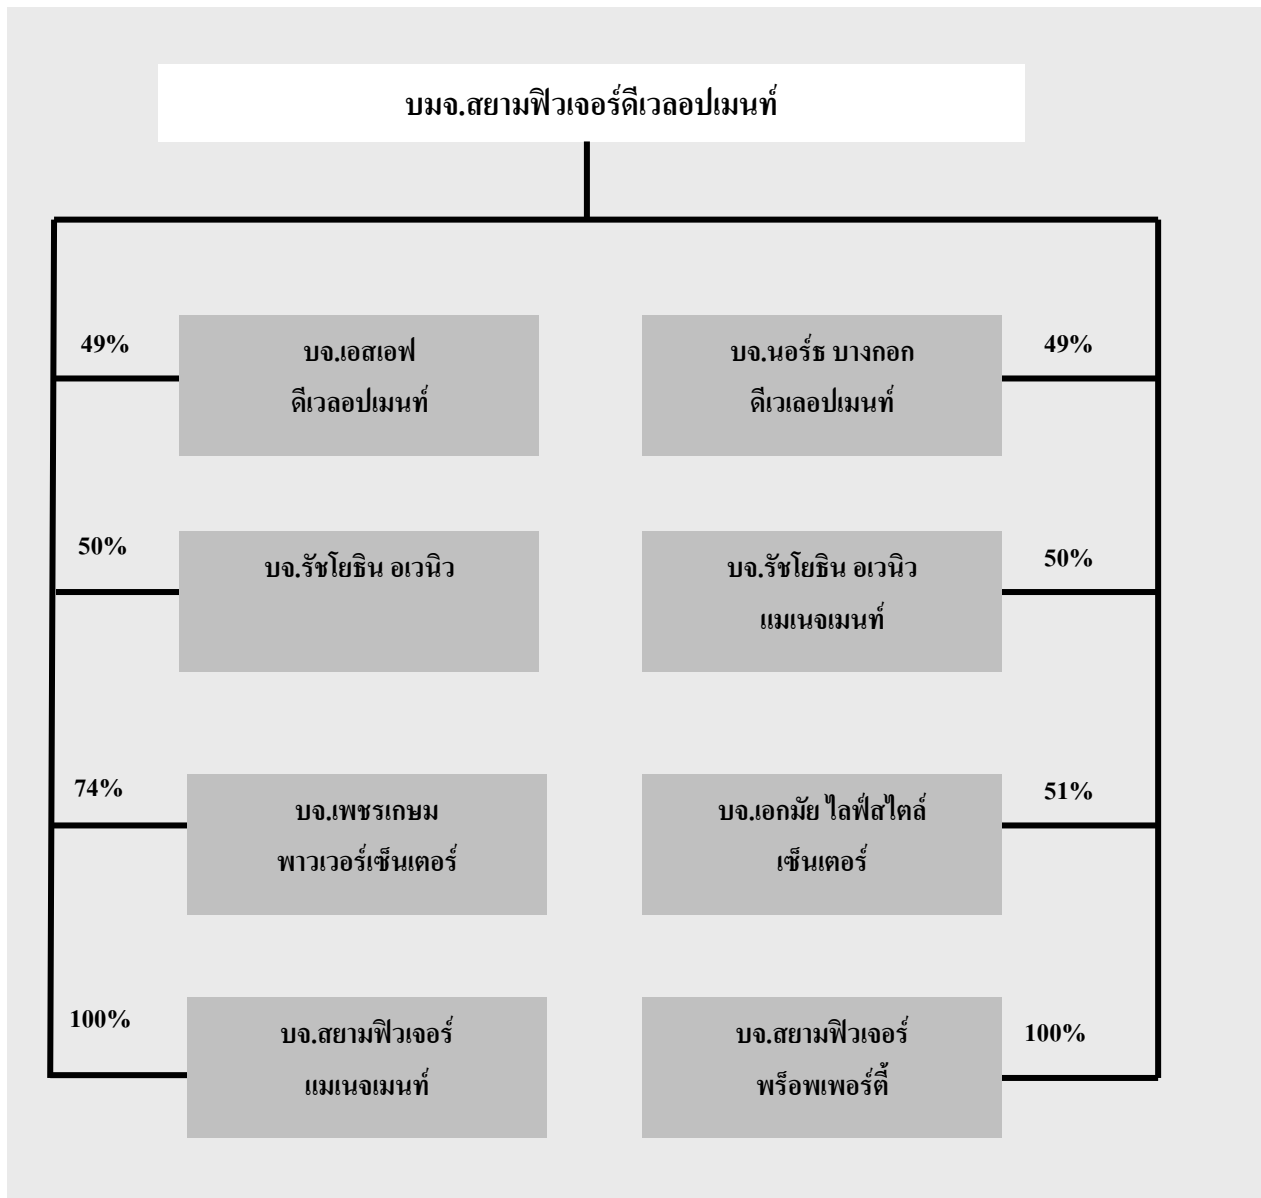 บมจ.สยามฟิวเจอร์ดีเวลอปเมนท์
49%
บจ.เอสเอฟ
ดีเวลอปเมนท์
บจ.นอร์ธ บางกอก
ดีเวเลอปเมนท์
49%
50%
บจ.รัชโยธิน อเวนิว
บจ.รัชโยธิน อเวนิว
แมเนจเมนท์
50%
74%
บจ.เพชรเกษม
พาวเวอร์เซ็นเตอร์
บจ.เอกมัย ไลฟ์สไตล์
เซ็นเตอร์
51%
100%
บจ.สยามฟิวเจอร์
แมเนจเมนท์
บจ.สยามฟิวเจอร์
พร็อพเพอร์ตี้
100%